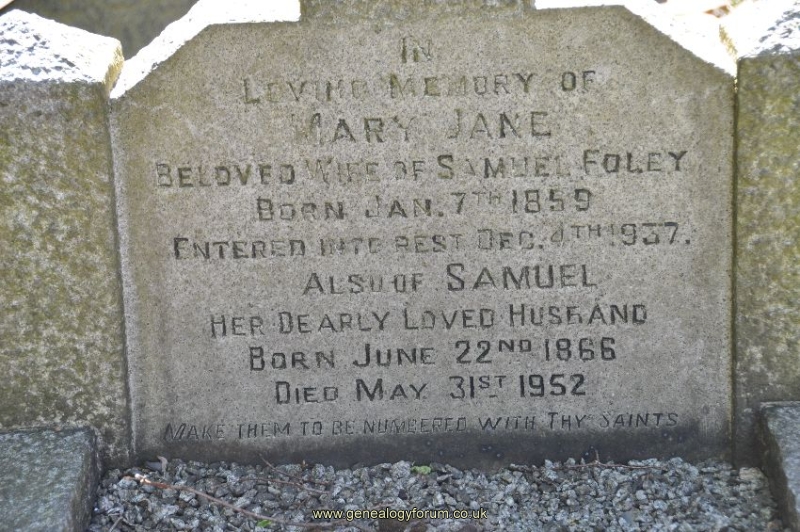 IN
LOVING MEMORY OF
MARY JANE
BELOVED WIFE OF SAMUEL FOLEY
BORN JAN. 7TH 1859
ENTERED INTO REST DEC. 4TH 1937.
ALSO OF SAMUEL
HER DEARLY LOVED HUSBAND
BORN JUNE 22ND 1866
DIED MAY 31ST 1952
MAKE THEM TO BE NUMBERED WITH THY SAINTS
www.genealogyforum.co.uk